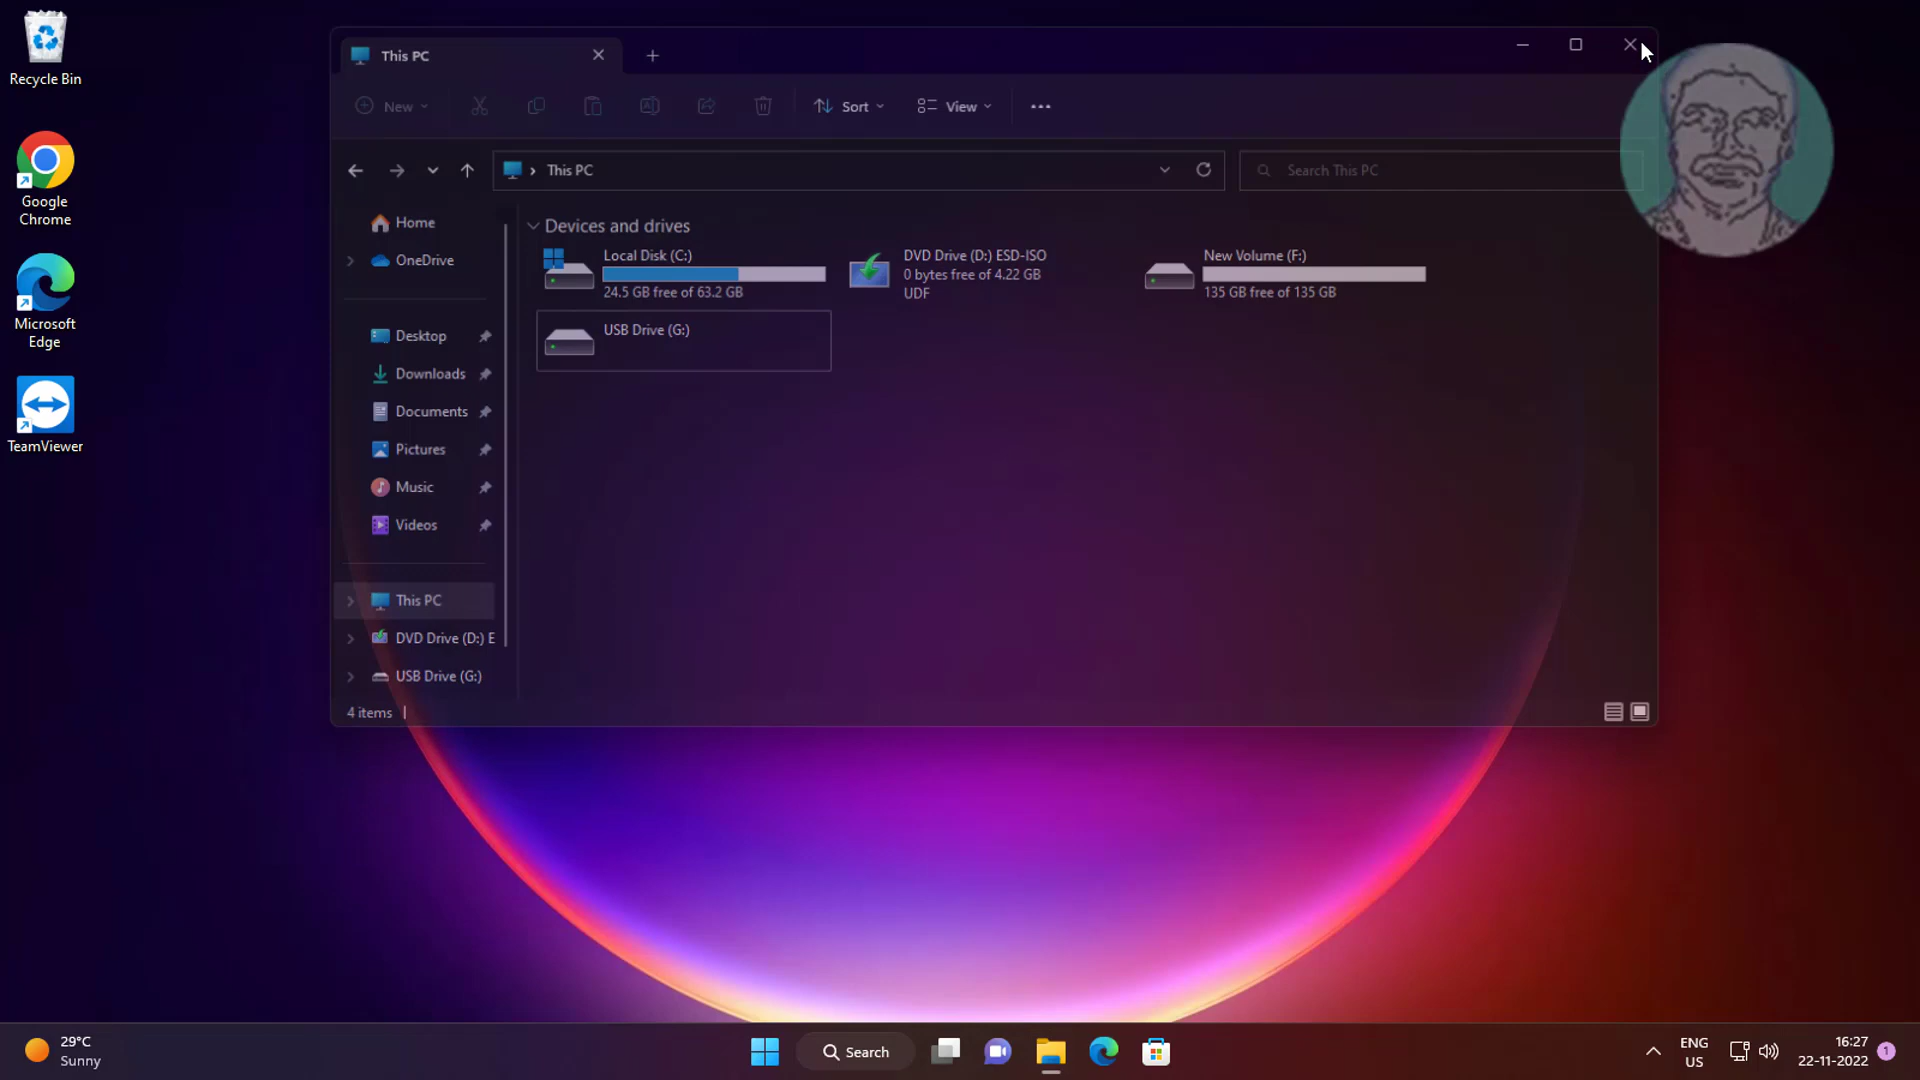 Recycle Bin
Google
Chrome
Microsoft
Edge
TeamViewer
This PC
New
Sort
View
This PC
Search This PC
Home
OneDrive
Desktop
Downloads
Documents
Pictures
Music
Videos
This PC
DVD Drive (D:) E
USB Drive (G:)
Devices and drives
Local Disk (C:)
24.5 GB free of 63.2 GB
DVD Drive (D:) ESD-ISO
0 bytes free of 4.22 GB
UDF
New Volume (F:)
135 GB free of 135 GB
USB Drive (G:)
4 items
29°C
Sunny
Search
ENG
US
16:27
22-11-2022
1